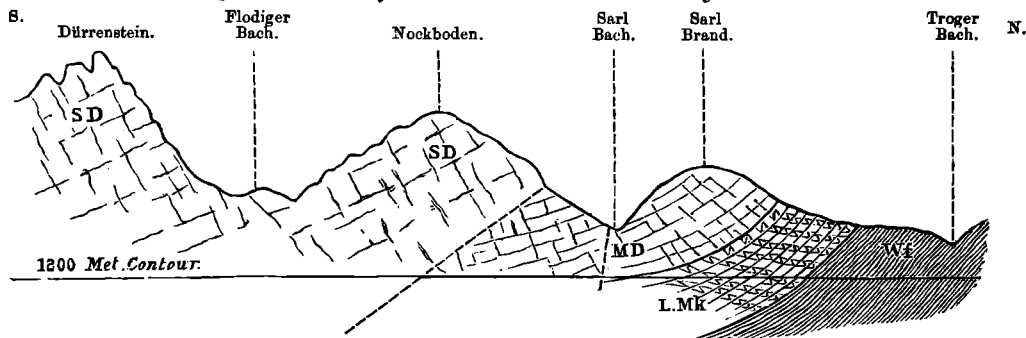 S. Dürrenstein. Flodiger Bach. Nockboden. Sarl Bach. Sarl Brand. Troger Bach. N.
SD
SD
MD
Wf
1200 Met. Contour.
L.Mk